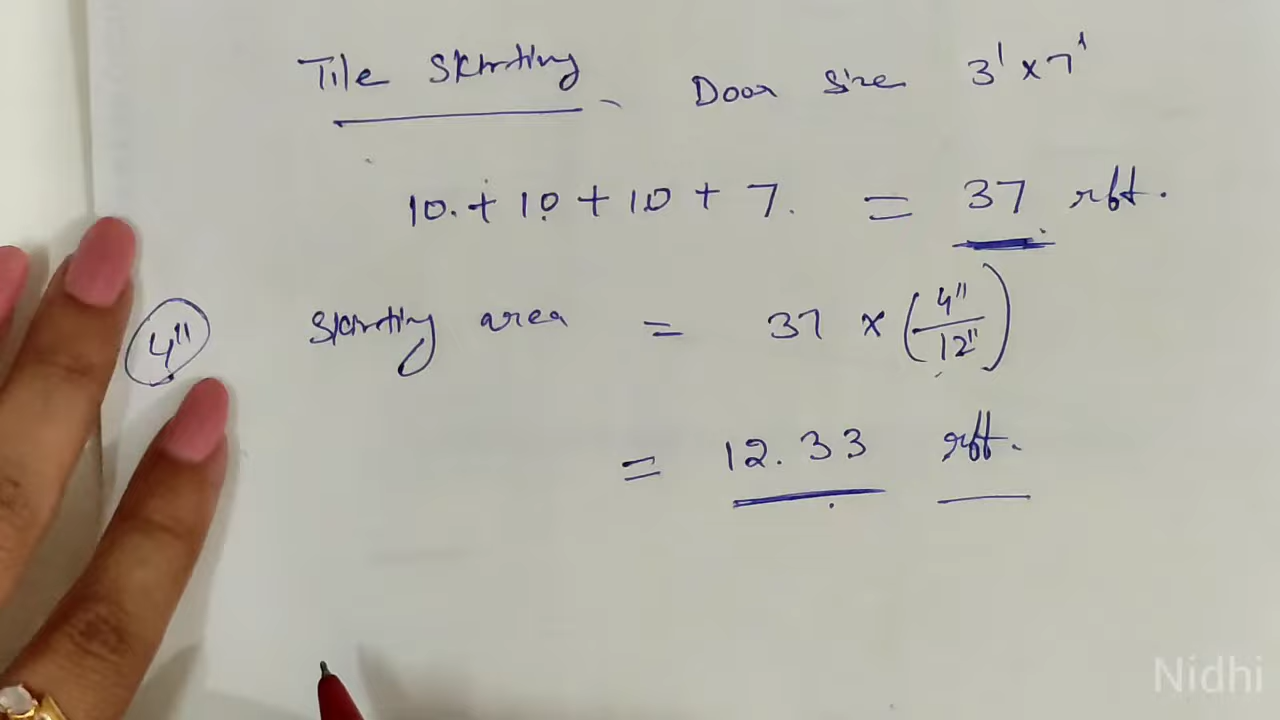 Tile Skirting - Door size 3' x 7'
10 + 10 + 10 + 7 = 37 rft.
4" Skirting area = 37 x (4"/12")
= 12.33 rft.
Nidhi